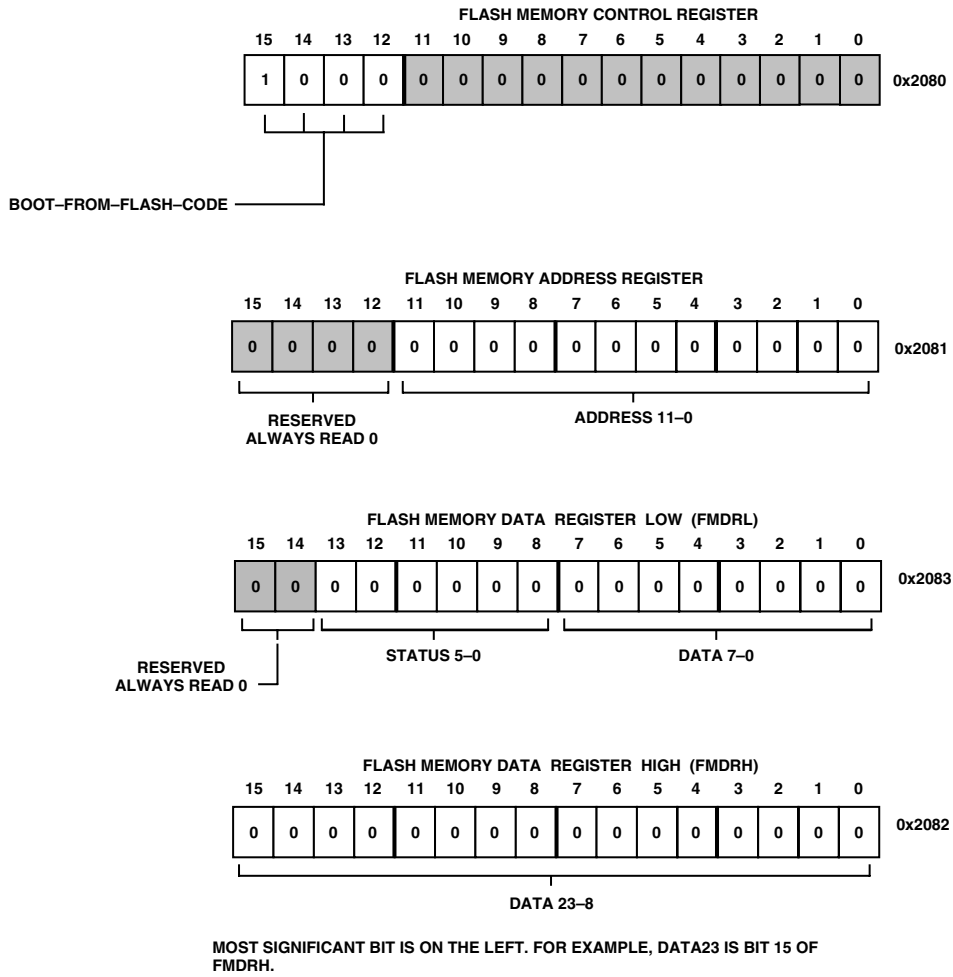 FLASH MEMORY CONTROL REGISTER
15 14 13 12 11 10 9 8 7 6 5 4 3 2 1 0
1 0 0 0 0 0 0 0 0 0 0 0 0 0 0 0 0x2080
BOOT–FROM–FLASH–CODE
FLASH MEMORY ADDRESS REGISTER
15 14 13 12 11 10 9 8 7 6 5 4 3 2 1 0
0 0 0 0 0 0 0 0 0 0 0 0 0 0 0 0 0x2081
RESERVED
ALWAYS READ 0
ADDRESS 11–0
FLASH MEMORY DATA REGISTER LOW (FMDRL)
15 14 13 12 11 10 9 8 7 6 5 4 3 2 1 0
0 0 0 0 0 0 0 0 0 0 0 0 0 0 0 0 0x2083
STATUS 5–0 DATA 7–0
RESERVED
ALWAYS READ 0
FLASH MEMORY DATA REGISTER HIGH (FMDRH)
15 14 13 12 11 10 9 8 7 6 5 4 3 2 1 0
0 0 0 0 0 0 0 0 0 0 0 0 0 0 0 0 0x2082
DATA 23–8
MOST SIGNIFICANT BIT IS ON THE LEFT. FOR EXAMPLE, DATA23 IS BIT 15 OF
FMDRH.